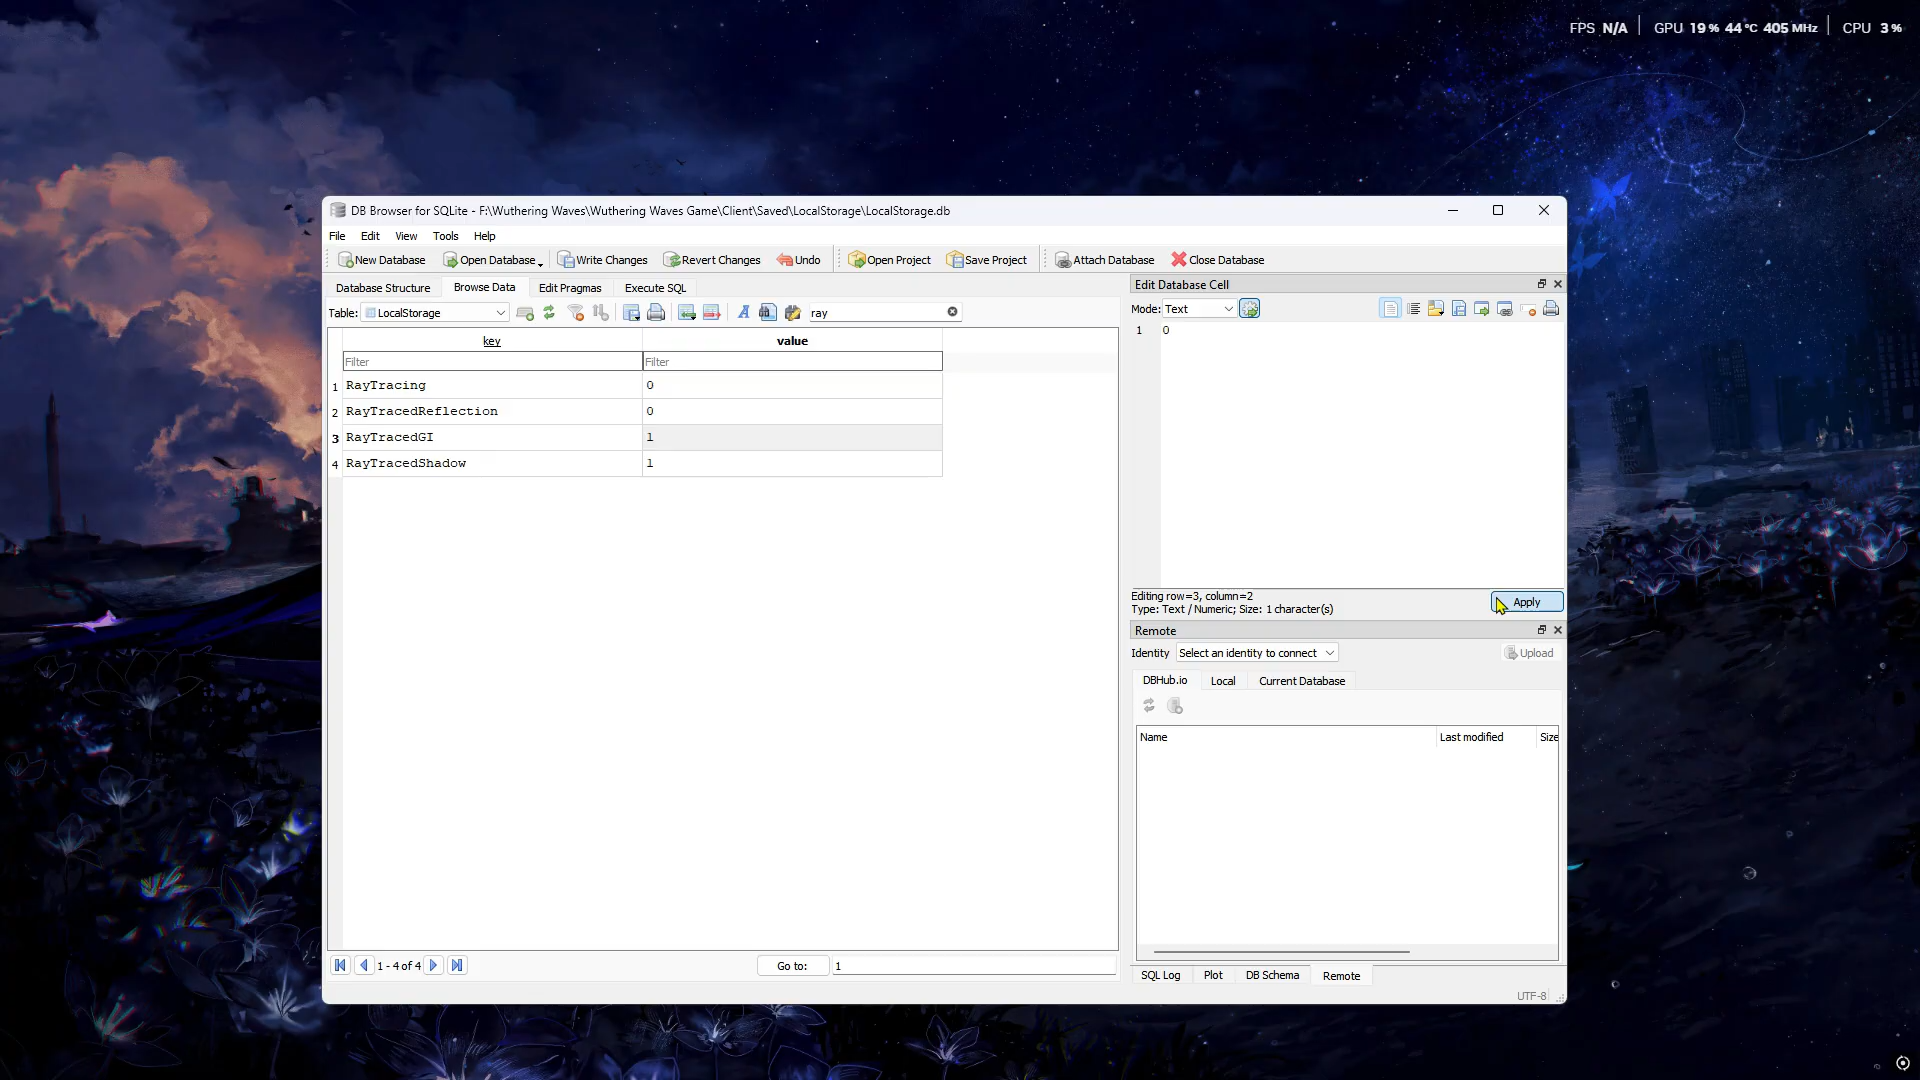 FPS N/A GPU 19 % 44 °C 405 MHz CPU 3 %
DB Browser for SQLite - F:\Wuthering Waves\Wuthering Waves Game\Client\Saved\LocalStorage\LocalStorage.db
File Edit View Tools Help
New Database Open Database Write Changes Revert Changes Undo Open Project Save Project Attach Database Close Database
Database Structure Browse Data Edit Pragmas Execute SQL
Table: LocalStorage ray
key value
Filter Filter
1 RayTracing 0
2 RayTracedReflection 0
3 RayTracedGI 1
4 RayTracedShadow 1
1 - 4 of 4 Go to: 1
Edit Database Cell
Mode: Text
1 0
Editing row=3, column=2
Type: Text / Numeric; Size: 1 character(s)
Apply
Remote
Identity Select an identity to connect Upload
DBHub.io Local Current Database
Name Last modified Size
SQL Log Plot DB Schema Remote
UTF-8